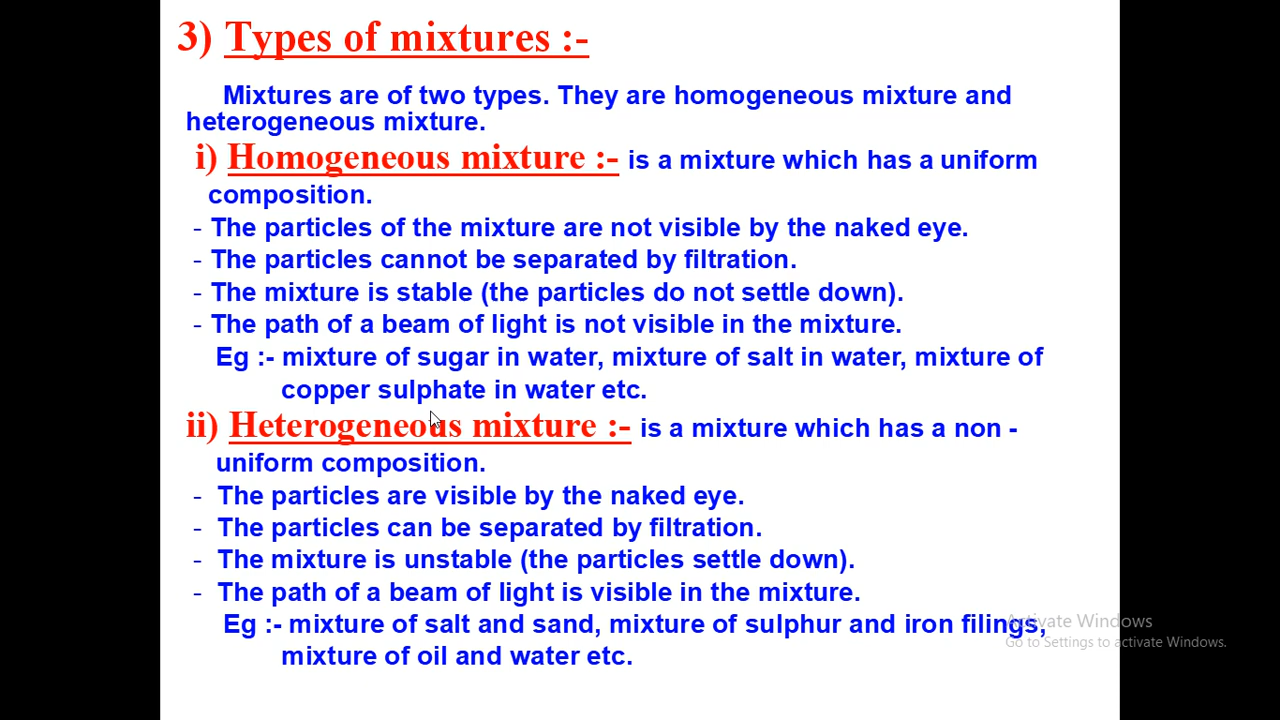 3) Types of mixtures :-
Mixtures are of two types. They are homogeneous mixture and
heterogeneous mixture.
i) Homogeneous mixture :- is a mixture which has a uniform
composition.
- The particles of the mixture are not visible by the naked eye.
- The particles cannot be separated by filtration.
- The mixture is stable (the particles do not settle down).
- The path of a beam of light is not visible in the mixture.
Eg :- mixture of sugar in water, mixture of salt in water, mixture of
copper sulphate in water etc.
ii) Heterogeneous mixture :- is a mixture which has a non -
uniform composition.
- The particles are visible by the naked eye.
- The particles can be separated by filtration.
- The mixture is unstable (the particles settle down).
- The path of a beam of light is visible in the mixture.
Eg :- mixture of salt and sand, mixture of sulphur and iron filings,
mixture of oil and water etc.
Activate Windows
Go to Settings to activate Windows.